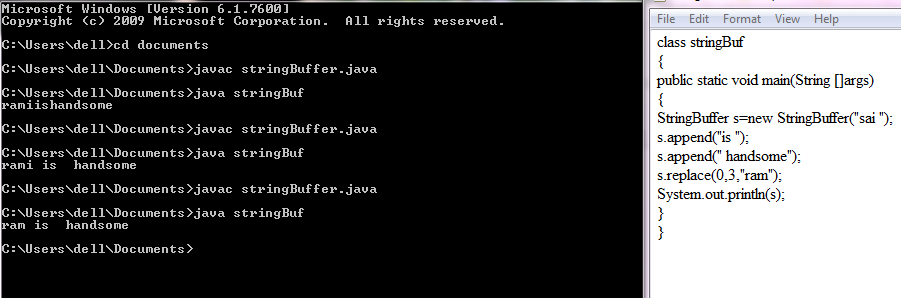 Microsoft Windows [Version 6.1.7600]
Copyright (c) 2009 Microsoft Corporation.  All rights reserved.
C:\Users\dell>cd documents
C:\Users\dell\Documents>javac stringBuffer.java
C:\Users\dell\Documents>java stringBuf
ramiishandsome
C:\Users\dell\Documents>javac stringBuffer.java
C:\Users\dell\Documents>java stringBuf
rami is  handsome
C:\Users\dell\Documents>javac stringBuffer.java
C:\Users\dell\Documents>java stringBuf
ram is  handsome
C:\Users\dell\Documents>
File Edit Format View Help
class stringBuf
{
public static void main(String []args)
{
StringBuffer s=new StringBuffer("sai ");
s.append("is ");
s.append(" handsome");
s.replace(0,3,"ram");
System.out.println(s);
}
}